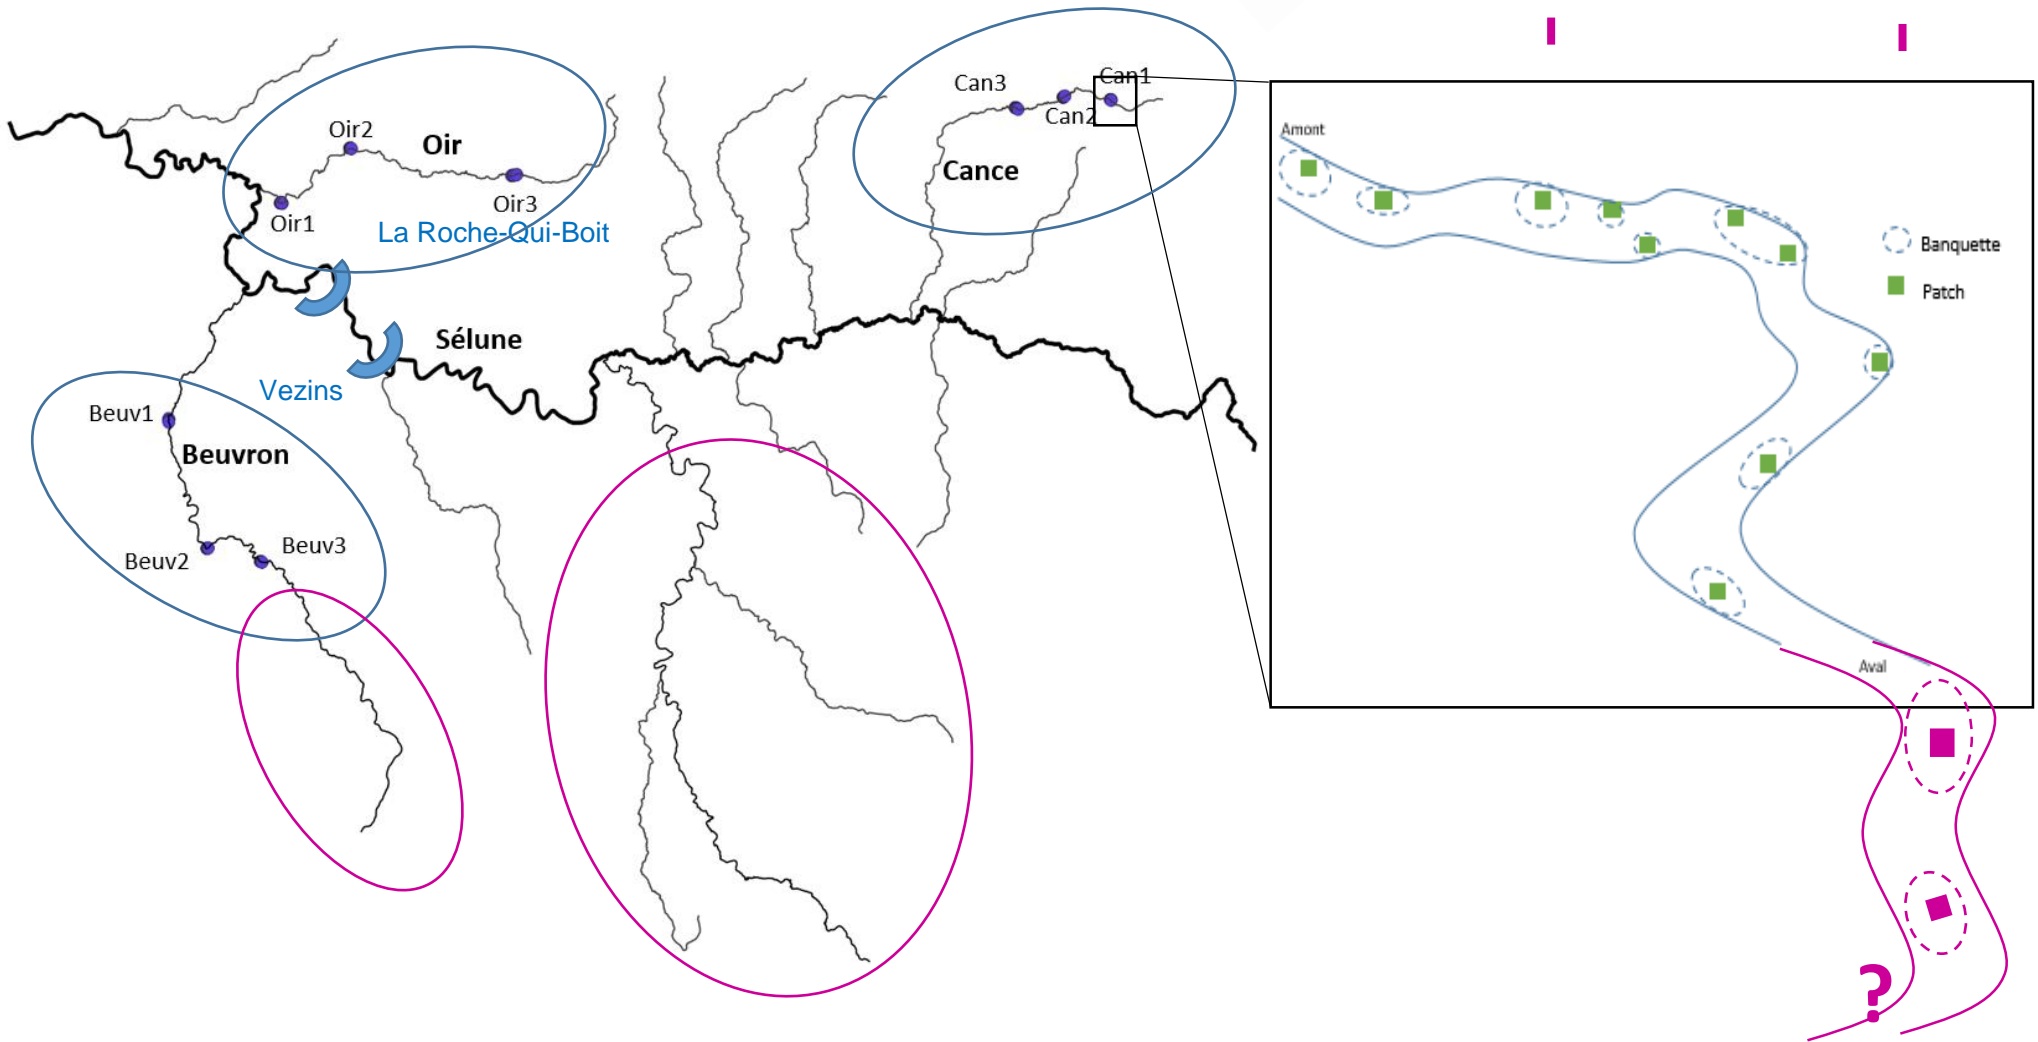 Can1
Can3
Can2
Oir2
Oir
Cance
Oir3
Oir1
La Roche-Qui-Boit
Sélune
Vezins
Beuv1
Beuvron
Beuv3
Beuv2
Amont
Banquette
Patch
Aval
?